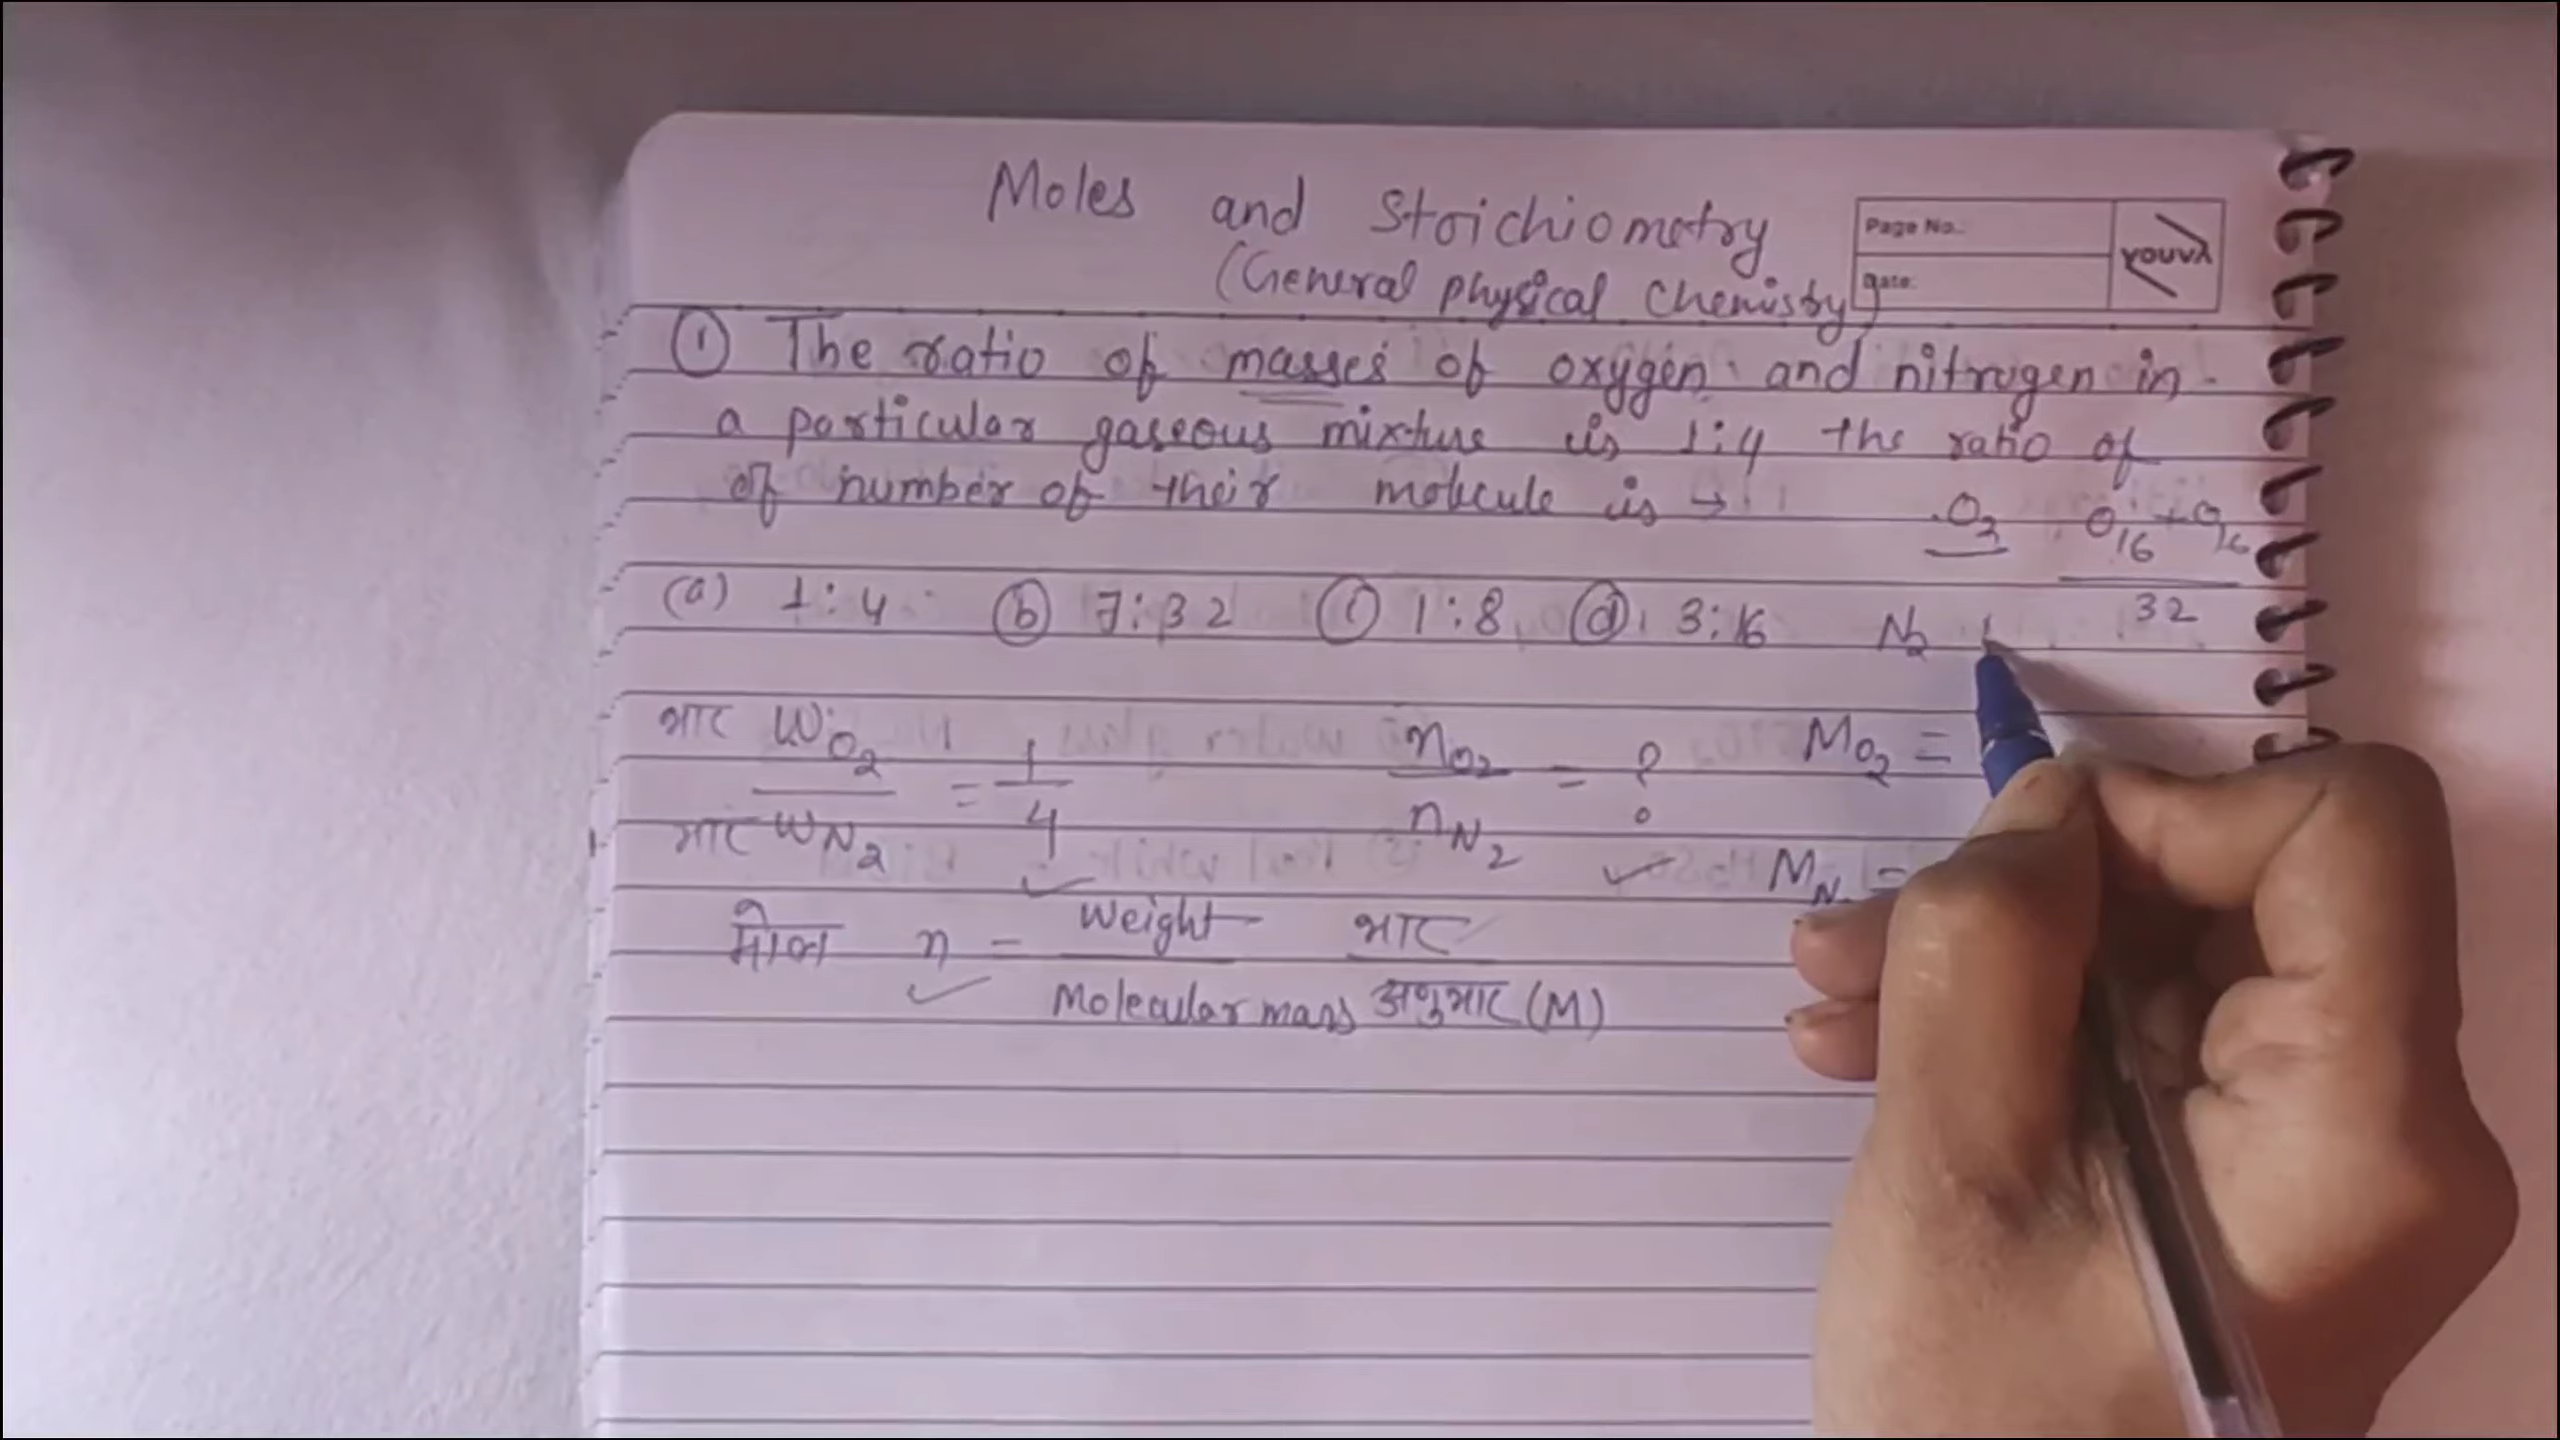 Moles and Stoichiometry
(General physical Chemistry)
Page No.:
Date:
YOUVA
① The ratio of masses of oxygen and nitrogen in
a particular gaseous mixture is 1:4 the ratio of
of number of their molecule is →
O2 O16 + O16
32
(a) 1:4 (b) 7:32 (c) 1:8 (d) 3:16 N2 1
भार WO2 / भार WN2 = 1/4 nO2 / nN2 = ?
MO2 =
MN =
मोल n = Weight / Molecular mass भार / अणुभार (M)